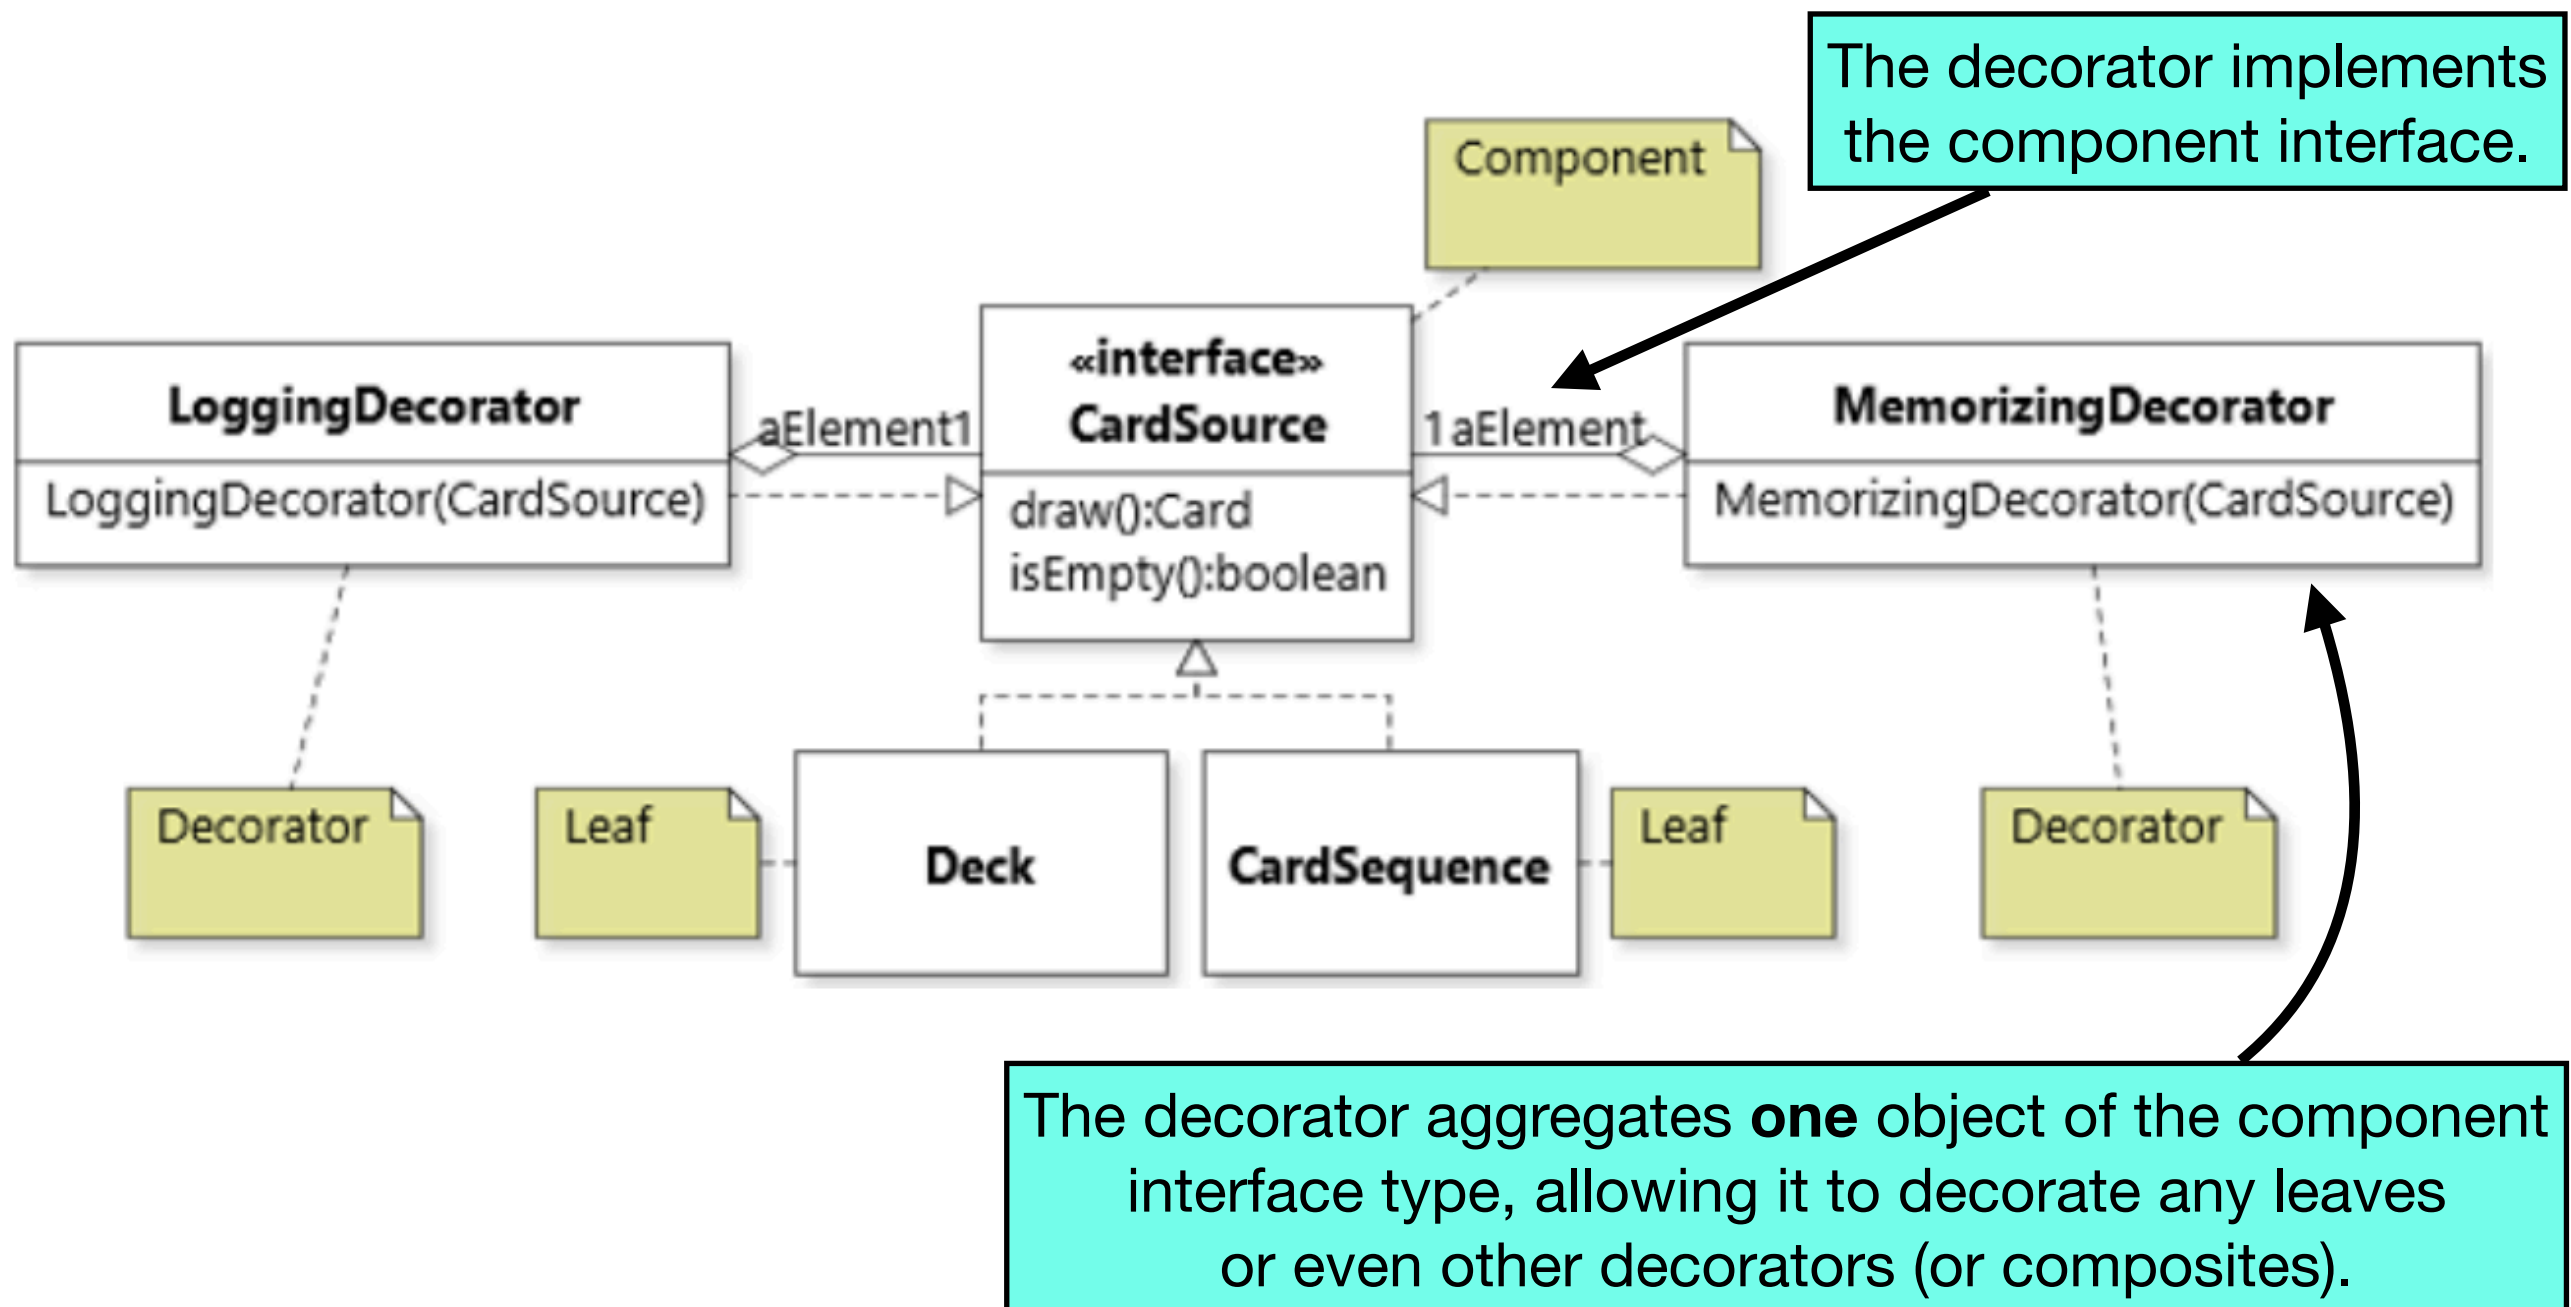 The decorator implements
the component interface.
Component
LoggingDecorator
LoggingDecorator(CardSource)
aElement1
«interface»
CardSource
draw():Card
isEmpty():boolean
1aElement
MemorizingDecorator
MemorizingDecorator(CardSource)
Decorator
Leaf
Deck
CardSequence
Leaf
Decorator
The decorator aggregates one object of the component
interface type, allowing it to decorate any leaves
or even other decorators (or composites).